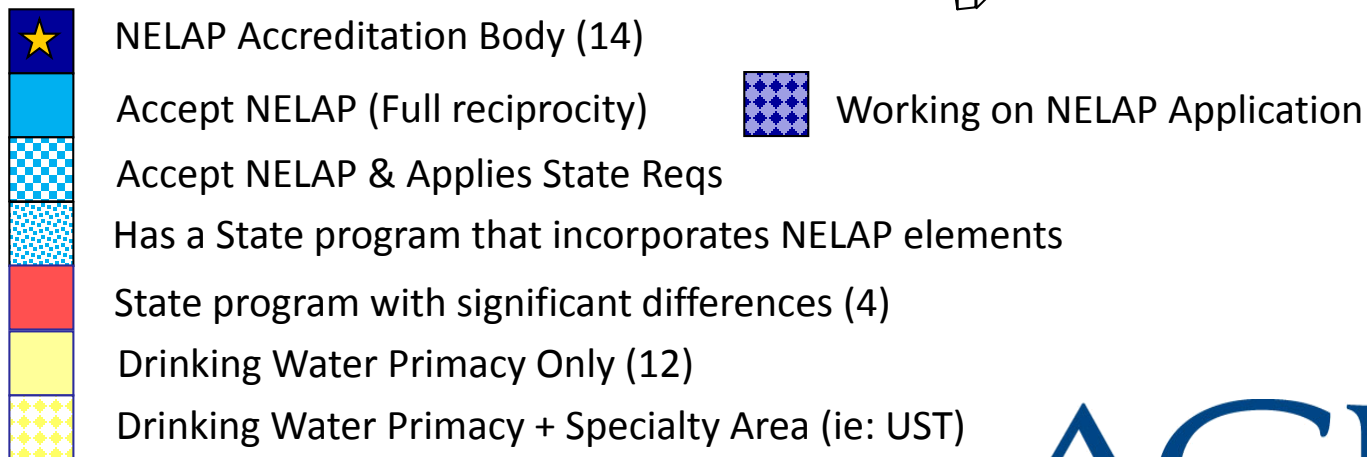 NELAP Accreditation Body (14)
Accept NELAP (Full reciprocity)
Working on NELAP Application
Accept NELAP & Applies State Reqs
Has a State program that incorporates NELAP elements
State program with significant differences (4)
Drinking Water Primacy Only (12)
Drinking Water Primacy + Specialty Area (ie: UST)